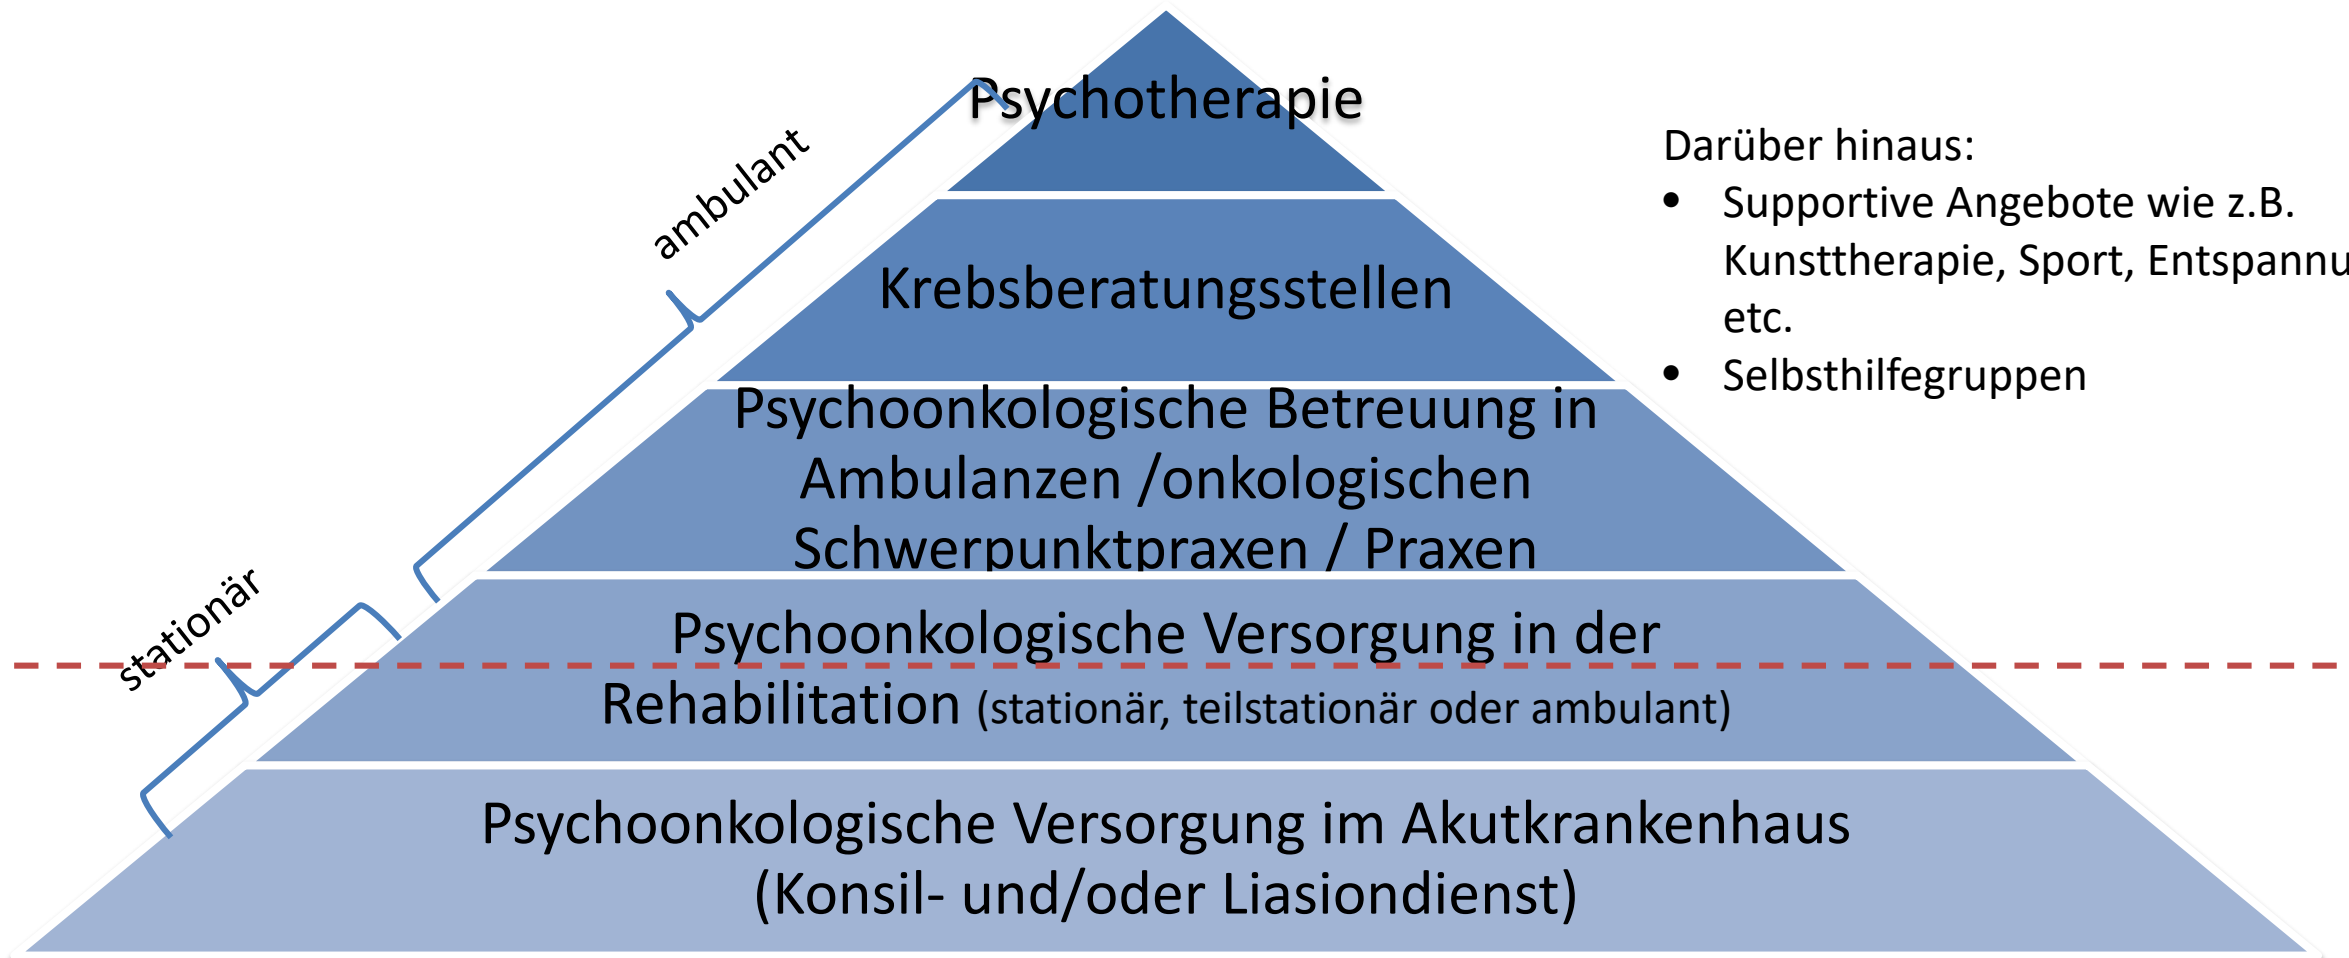 Psychotherapie
ambulant
Darüber hinaus:
• Supportive Angebote wie z.B.
Kunsttherapie, Sport, Entspannu
etc.
• Selbsthilfegruppen
Krebsberatungsstellen
Psychoonkologische Betreuung in
Ambulanzen /onkologischen
Schwerpunktpraxen / Praxen
stationär
Psychoonkologische Versorgung in der
Rehabilitation (stationär, teilstationär oder ambulant)
Psychoonkologische Versorgung im Akutkrankenhaus
(Konsil- und/oder Liasiondienst)